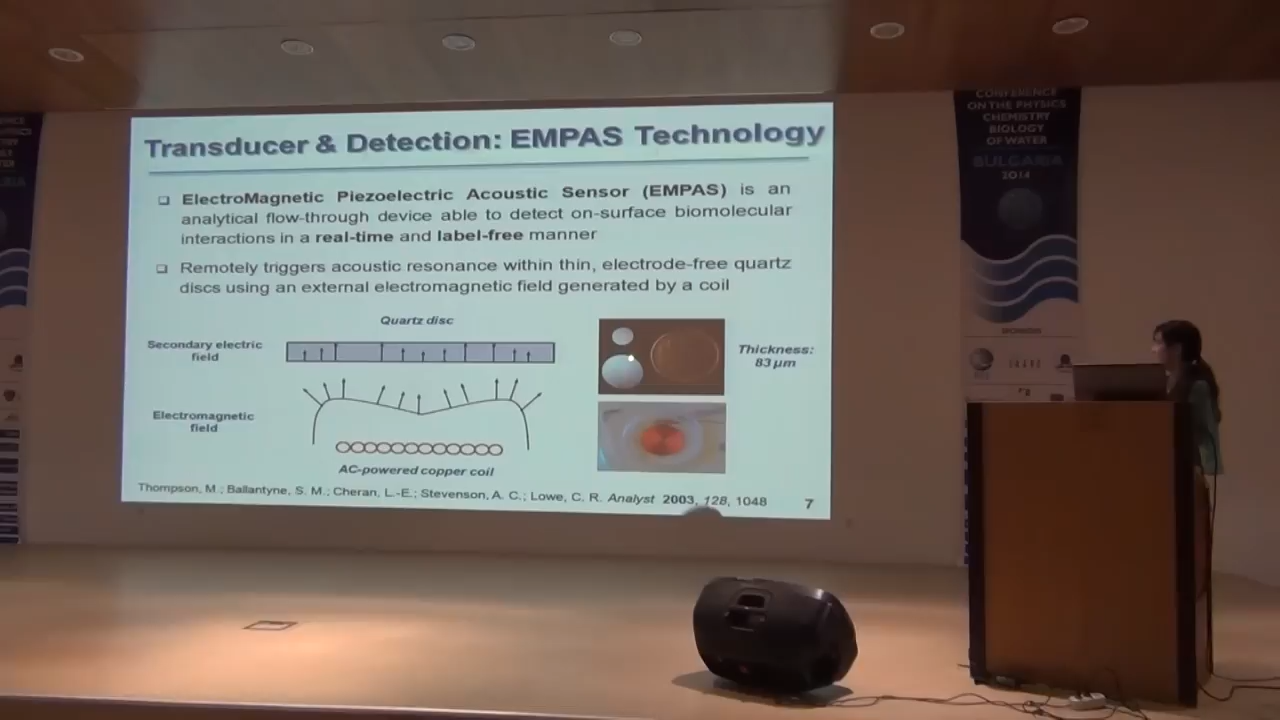 Transducer & Detection: EMPAS Technology
❑ ElectroMagnetic Piezoelectric Acoustic Sensor (EMPAS) is an
analytical flow-through device able to detect on-surface biomolecular
interactions in a real-time and label-free manner
❑ Remotely triggers acoustic resonance within thin, electrode-free quartz
discs using an external electromagnetic field generated by a coil
Quartz disc
Secondary electric
field
Thickness:
83 µm
Electromagnetic
field
AC-powered copper coil
Thompson, M.; Ballantyne, S. M.; Cheran, L.-E.; Stevenson, A. C.; Lowe, C. R. Analyst 2003, 128, 1048
7
CONFERENCE
ON THE PHYSICS
CHEMISTRY
BIOLOGY
OF WATER
BULGARIA
2014